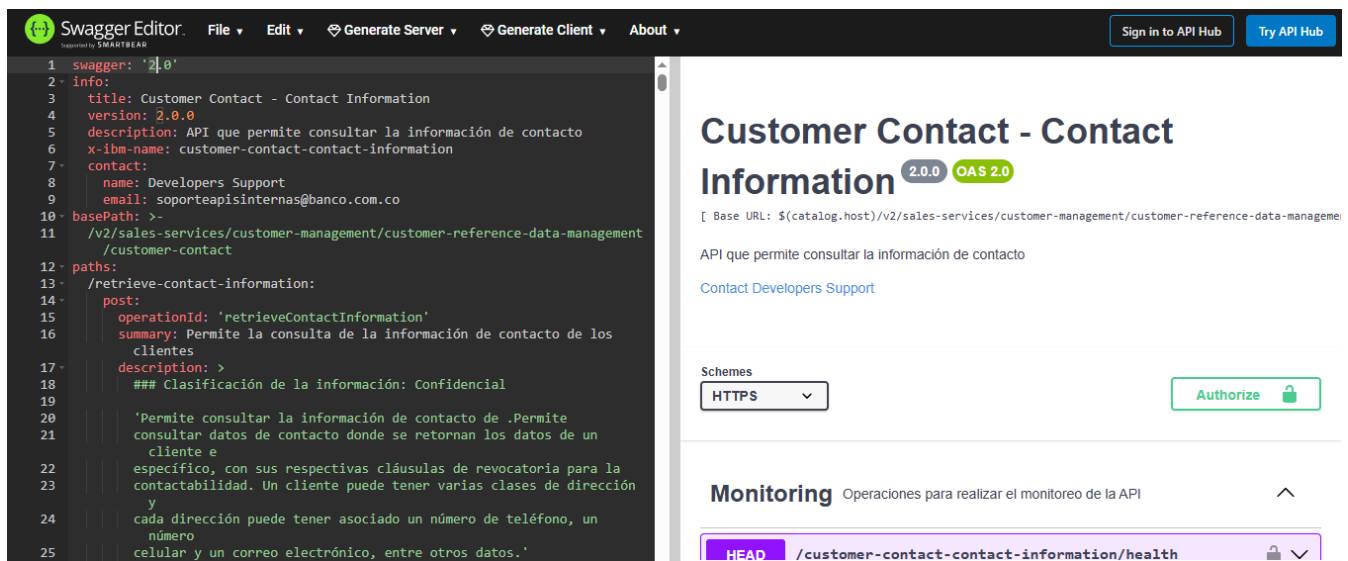 Swagger Editor. File Edit Generate Server Generate Client About Sign in to API Hub Try API Hub
Supported by SMARTBEAR
1 swagger: '2.0'
2 info:
3 title: Customer Contact - Contact Information
4 version: 2.0.0
5 description: API que permite consultar la información de contacto
6 x-ibm-name: customer-contact-contact-information
7 contact:
8 name: Developers Support
9 email: soporteapisinternas@banco.com.co
10 basePath: >-
11 /v2/sales-services/customer-management/customer-reference-data-management
/customer-contact
12 paths:
13 /retrieve-contact-information:
14 post:
15 operationId: 'retrieveContactInformation'
16 summary: Permite la consulta de la información de contacto de los
clientes
17 description: >
18 ### Clasificación de la información: Confidencial
19
20 'Permite consultar la información de contacto de .Permite
21 consultar datos de contacto donde se retornan los datos de un
cliente e
22 específico, con sus respectivas cláusulas de revocatoria para la
23 contactabilidad. Un cliente puede tener varias clases de dirección
y
24 cada dirección puede tener asociado un número de teléfono, un
número
25 celular y un correo electrónico, entre otros datos.'
Customer Contact - Contact
Information 2.0.0 OAS 2.0
[ Base URL: $(catalog.host)/v2/sales-services/customer-management/customer-reference-data-manageme
API que permite consultar la información de contacto
Contact Developers Support
Schemes
HTTPS
Authorize
Monitoring Operaciones para realizar el monitoreo de la API
HEAD /customer-contact-contact-information/health